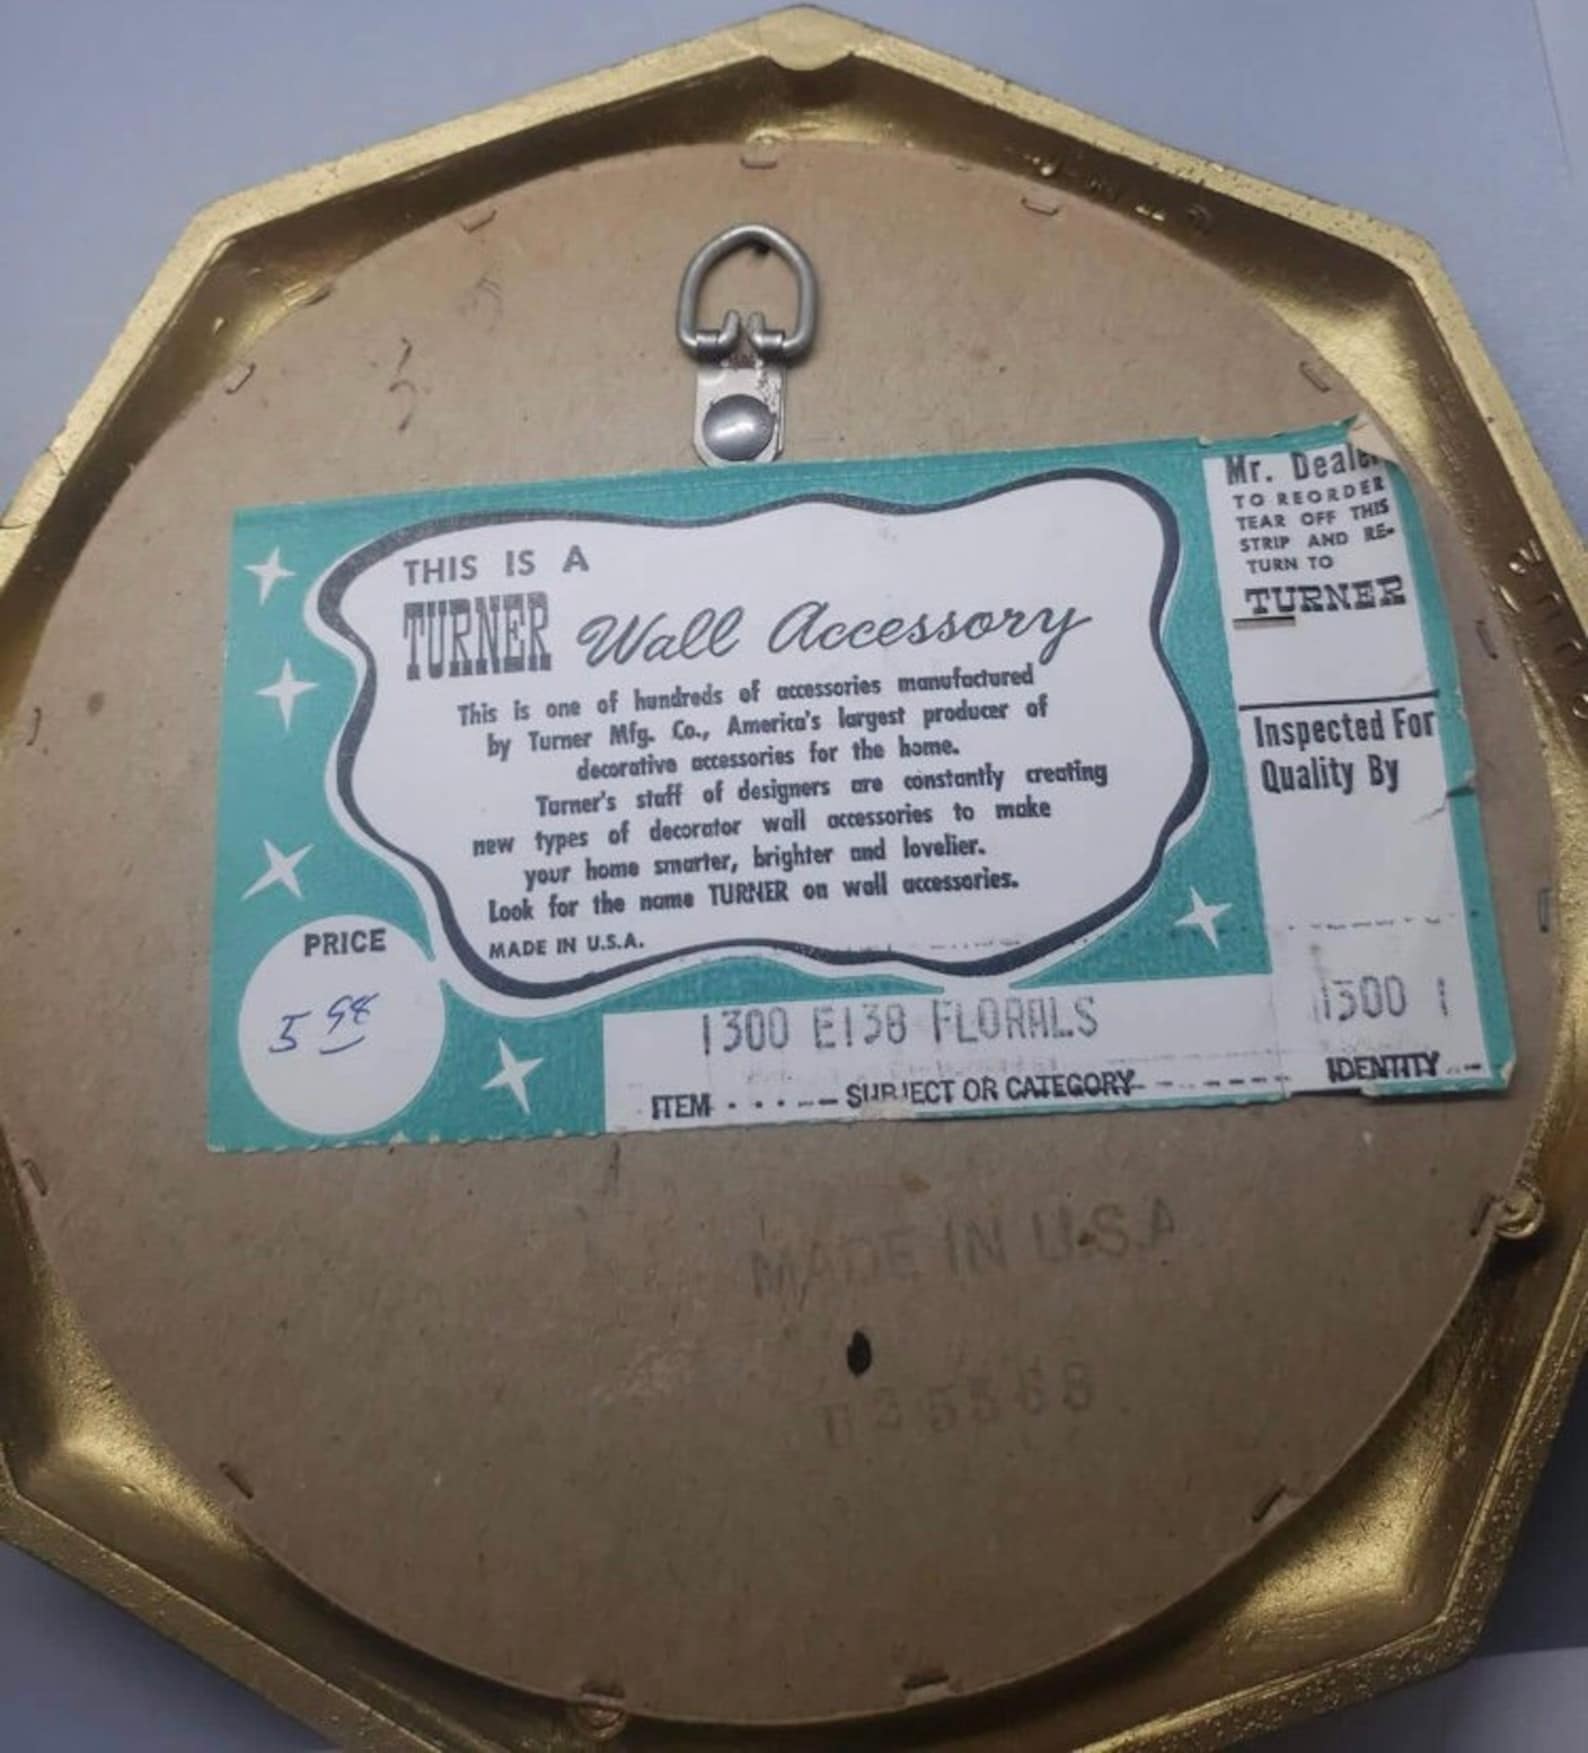 THIS IS A
TURNER Wall Accessory
This is one of hundreds of accessories manufactured
by Turner Mfg. Co., America's largest producer of
decorative accessories for the home.
Turner's staff of designers are constantly creating
new types of decorator wall accessories to make
your home smarter, brighter and lovelier.
Look for the name TURNER on wall accessories.
MADE IN U.S.A.
PRICE
5 98
1300 E138 FLORALS
ITEM SUBJECT OR CATEGORY
Mr. Dealer
TO REORDER
TEAR OFF THIS
STRIP AND RE-
TURN TO
TURNER
Inspected For
Quality By
1300 1
IDENTITY
MADE IN U.S.A